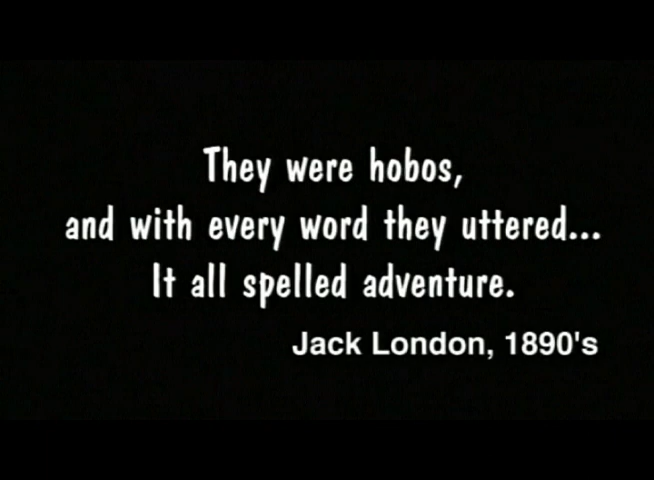 They were hobos,
and with every word they uttered...
It all spelled adventure.
Jack London, 1890's